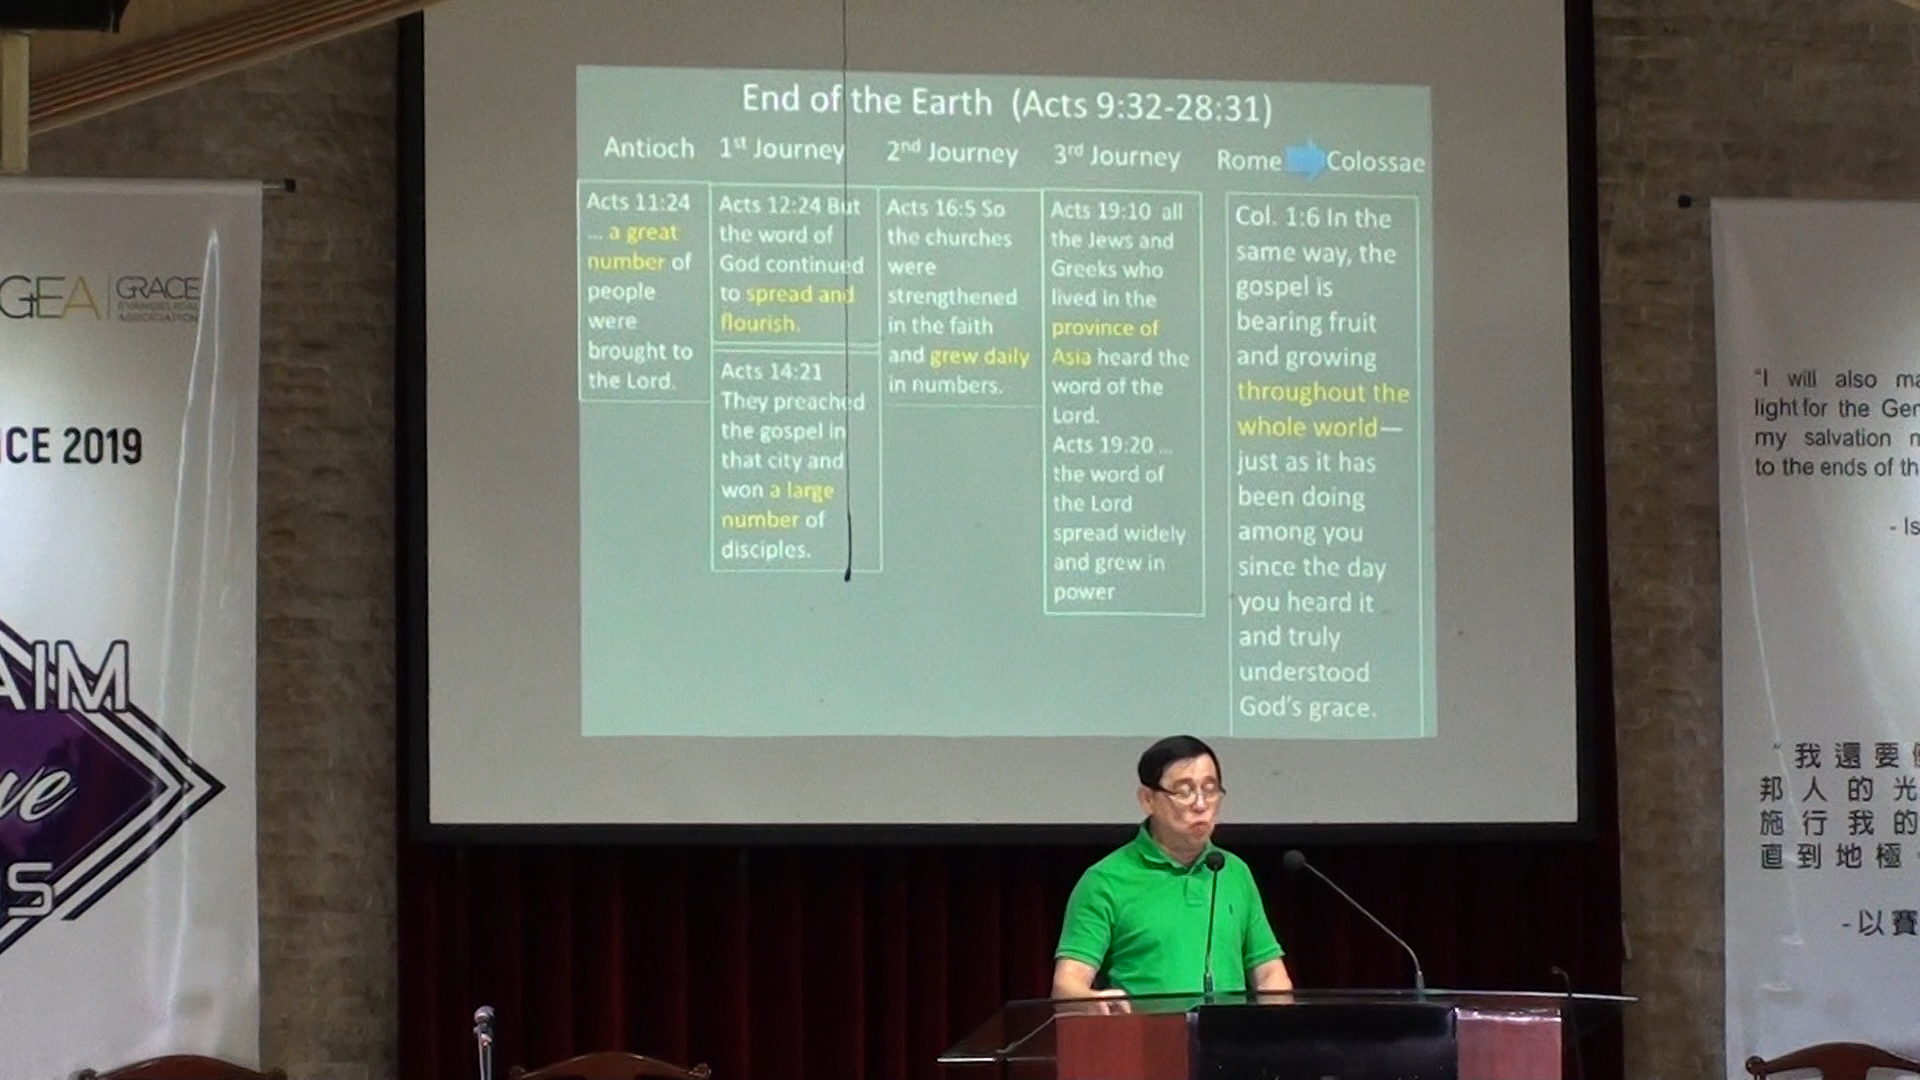 End of the Earth (Acts 9:32-28:31)
Antioch
1st Journey
2nd Journey
3rd Journey
Rome Colossae
Acts 11:24
... a great
number of
people
were
brought to
the Lord.
Acts 12:24 But
the word of
God continued
to spread and
flourish.
Acts 14:21
They preached
the gospel in
that city and
won a large
number of
disciples.
Acts 16:5 So
the churches
were
strengthened
in the faith
and grew daily
in numbers.
Acts 19:10 all
the Jews and
Greeks who
lived in the
province of
Asia heard the
word of the
Lord.
Acts 19:20 ...
the word of
the Lord
spread widely
and grew in
power
Col. 1:6 In the
same way, the
gospel is
bearing fruit
and growing
throughout the
whole world—
just as it has
been doing
among you
since the day
you heard it
and truly
understood
God's grace.
GEA GRACE
EVANGELICAL
ASSOCIATION
CE 2019
AIM
ve
S
"I will also ma
light for the Gen
my salvation
to the ends of th
- Is
"我還要
邦人的光
施行我的
直到地極
-以賽